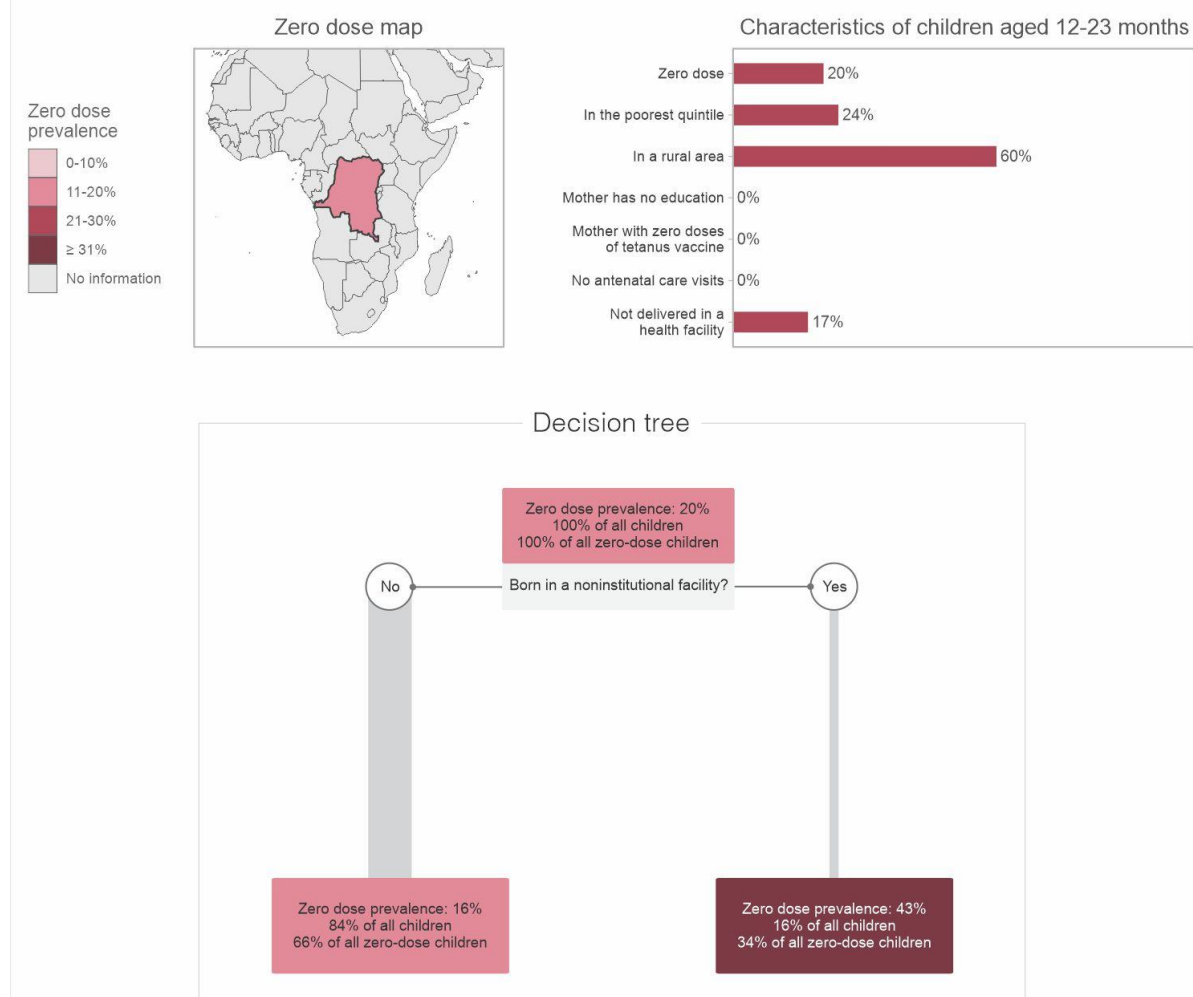 Zero dose map
Zero dose
prevalence
0-10%
11-20%
21-30%
≥ 31%
No information
Characteristics of children aged 12-23 months
Zero dose
20%
In the poorest quintile
24%
In a rural area
60%
Mother has no education
0%
Mother with zero doses
of tetanus vaccine
0%
No antenatal care visits
0%
Not delivered in a
health facility
17%
Decision tree
Zero dose prevalence: 20%
100% of all children
100% of all zero-dose children
No
Born in a noninstitutional facility?
Yes
Zero dose prevalence: 16%
84% of all children
66% of all zero-dose children
Zero dose prevalence: 43%
16% of all children
34% of all zero-dose children